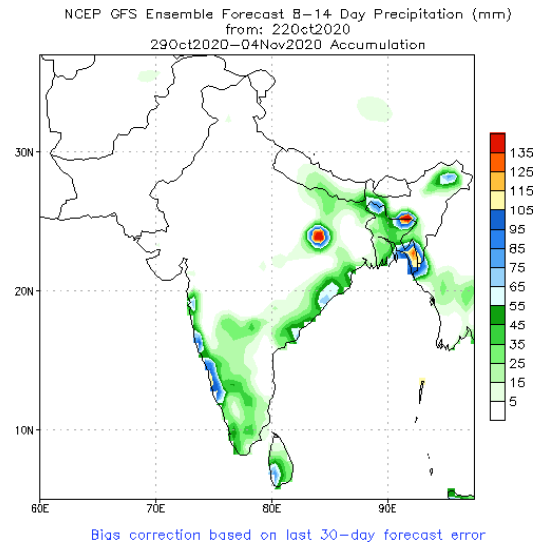 NCEP GFS Ensemble Forecast 8-14 Day Precipitation (mm)
from: 22Oct2020
29Oct2020-04Nov2020 Accumulation
30N
20N
10N
60E
70E
80E
90E
135
125
115
105
95
85
75
65
55
45
35
25
15
5
Bias correction based on last 30-day forecast error